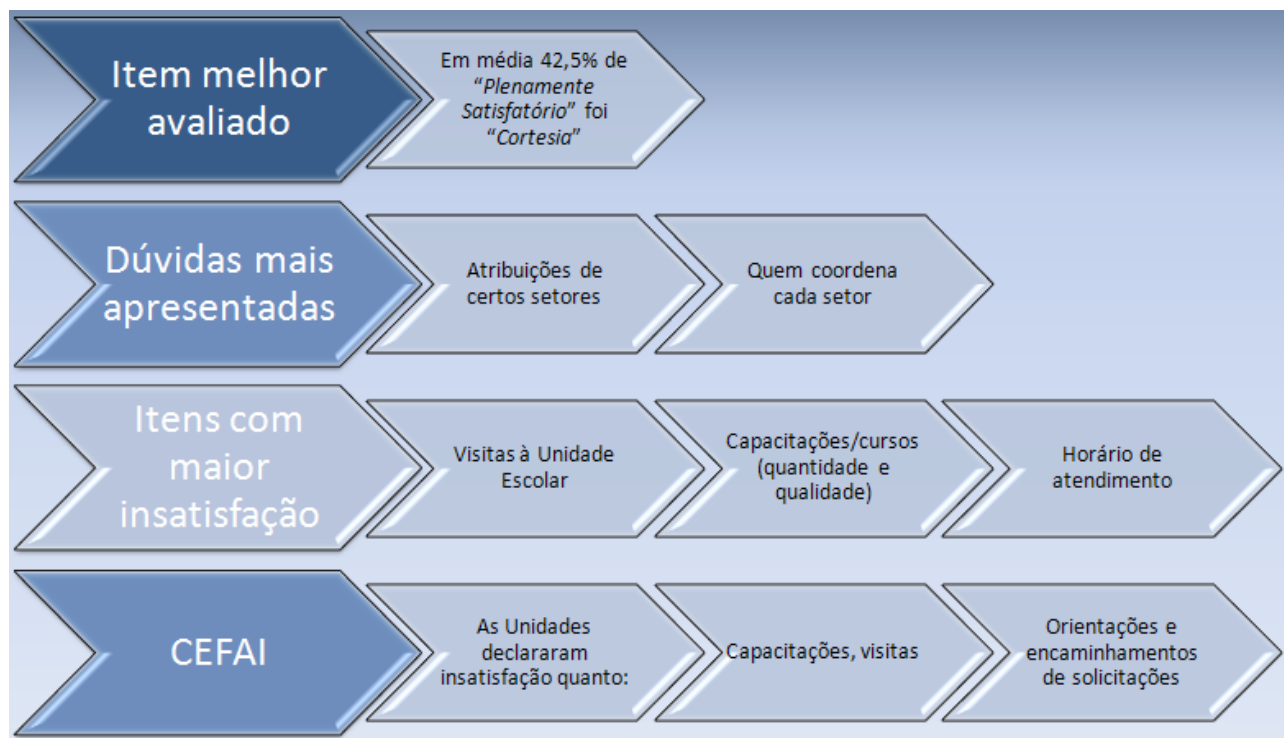 Item melhor
avaliado
Em média 42,5% de
“Plenamente
Satisfatório” foi
“Cortesia”
Dúvidas mais
apresentadas
Atribuições de
certos setores
Quem coordena
cada setor
Itens com
maior
insatisfação
Visitas à Unidade
Escolar
Capacitações/cursos
(quantidade e
qualidade)
Horário de
atendimento
CEFAI
As Unidades
declararam
insatisfação quanto:
Capacitações, visitas
Orientações e
encaminhamentos
de solicitações